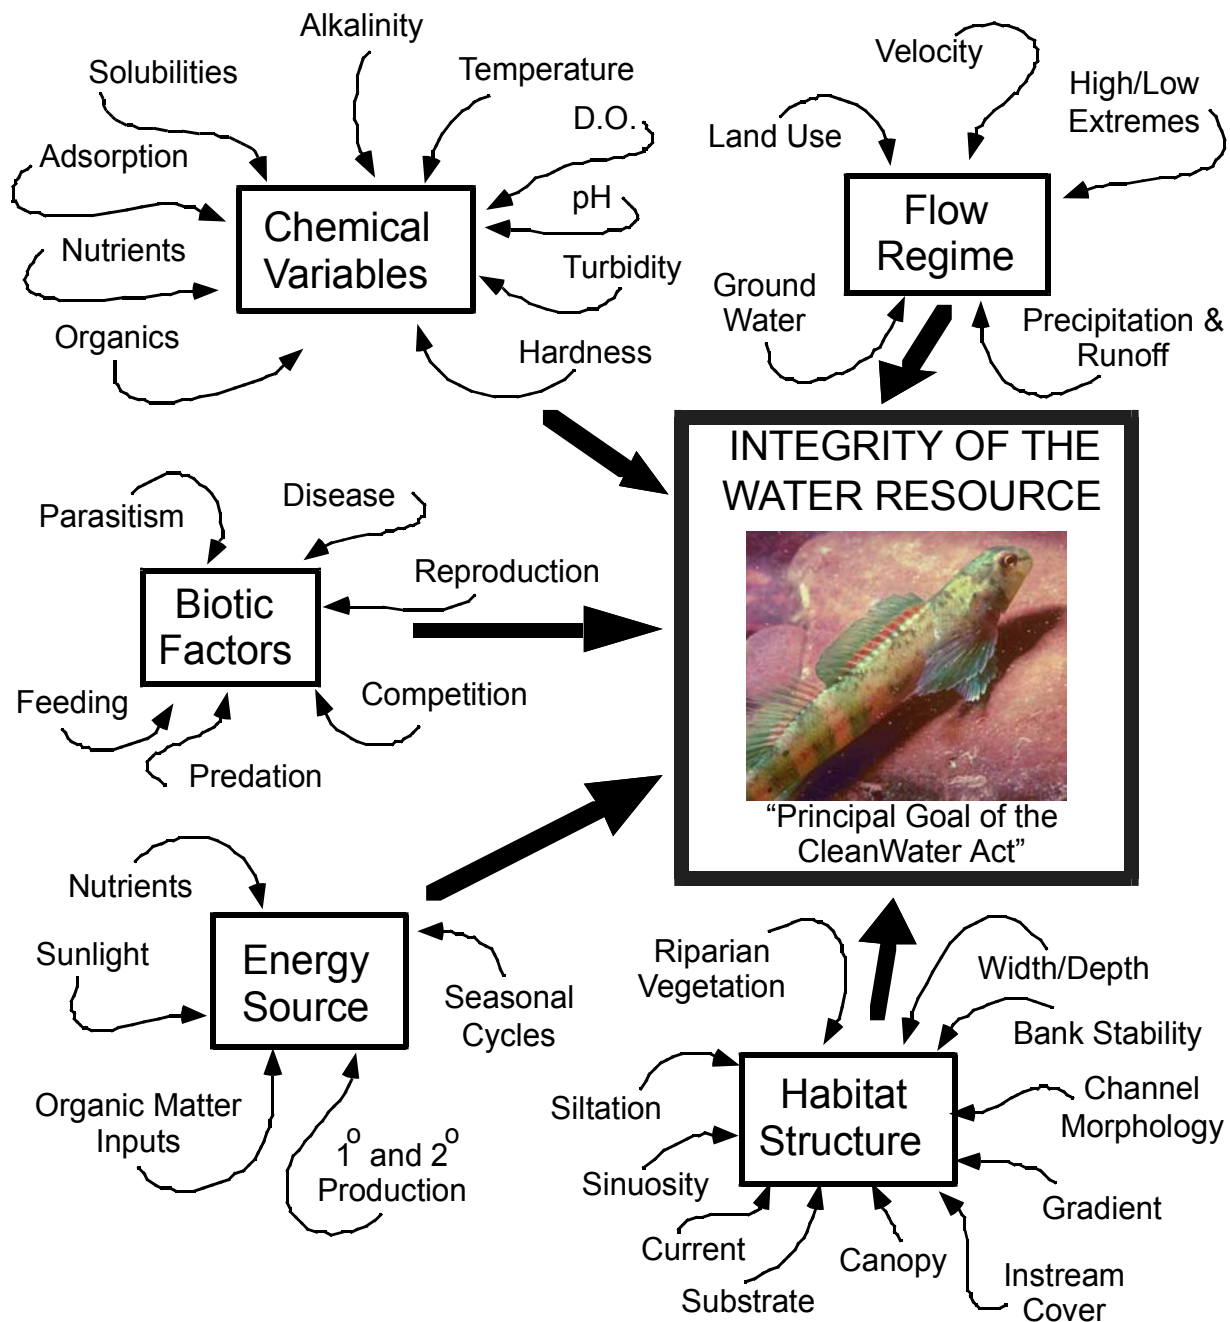 Alkalinity
Solubilities
Temperature
D.O.
Adsorption
pH
Chemical
Variables
Nutrients
Turbidity
Organics
Hardness
Velocity
High/Low
Extremes
Land Use
Flow
Regime
Ground
Water
Precipitation &
Runoff
INTEGRITY OF THE
WATER RESOURCE
“Principal Goal of the
CleanWater Act”
Parasitism
Disease
Reproduction
Biotic
Factors
Feeding
Competition
Predation
Nutrients
Sunlight
Energy
Source
Seasonal
Cycles
Organic Matter
Inputs
1º and 2º
Production
Riparian
Vegetation
Width/Depth
Bank Stability
Siltation
Habitat
Structure
Channel
Morphology
Sinuosity
Gradient
Current
Canopy
Substrate
Instream
Cover